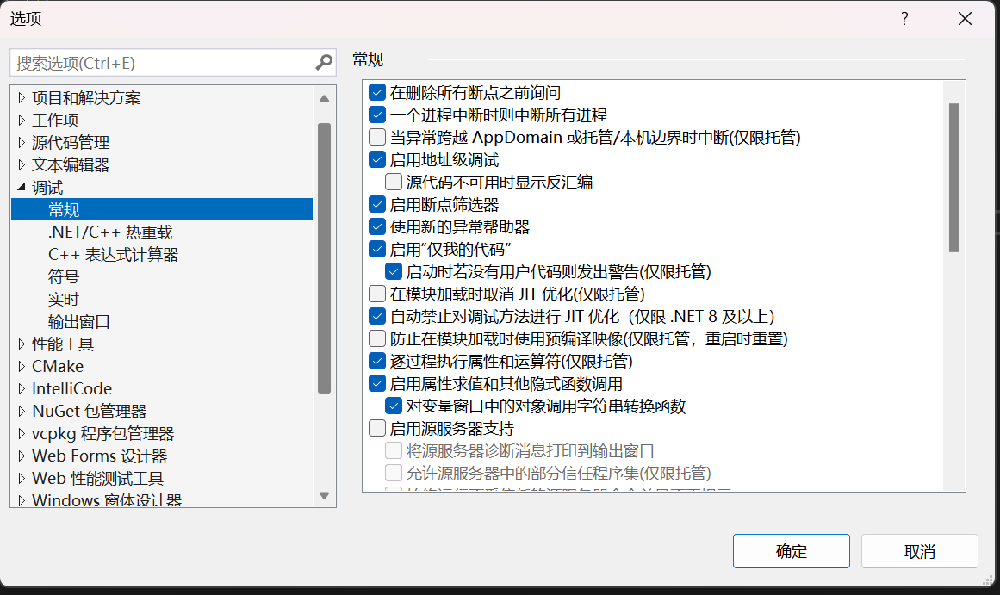 选项
?
搜索选项(Ctrl+E)
项目和解决方案
工作项
源代码管理
文本编辑器
调试
常规
.NET/C++ 热重载
C++ 表达式计算器
符号
实时
输出窗口
性能工具
CMake
IntelliCode
NuGet 包管理器
vcpkg 程序包管理器
Web Forms 设计器
Web 性能测试工具
Windows 窗体设计器
常规
在删除所有断点之前询问
一个进程中断时则中断所有进程
当异常跨越 AppDomain 或托管/本机边界时中断(仅限托管)
启用地址级调试
源代码不可用时显示反汇编
启用断点筛选器
使用新的异常帮助器
启用“仅我的代码”
启动时若没有用户代码则发出警告(仅限托管)
在模块加载时取消 JIT 优化(仅限托管)
自动禁止对调试方法进行 JIT 优化（仅限 .NET 8 及以上）
防止在模块加载时使用预编译映像(仅限托管，重启时重置)
逐过程执行属性和运算符(仅限托管)
启用属性求值和其他隐式函数调用
对变量窗口中的对象调用字符串转换函数
启用源服务器支持
将源服务器诊断消息打印到输出窗口
允许源服务器中的部分信任程序集(仅限托管)
确定
取消